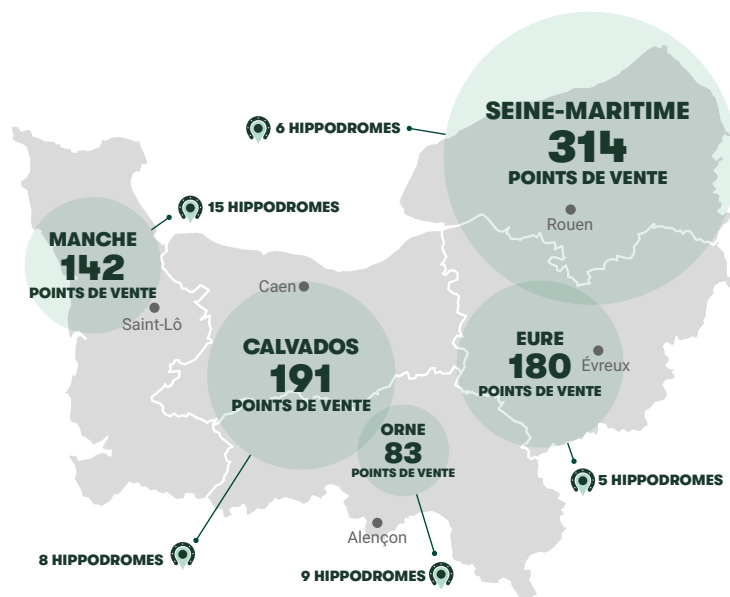 SEINE-MARITIME
314
POINTS DE VENTE
6 HIPPODROMES
Rouen
15 HIPPODROMES
MANCHE
142
POINTS DE VENTE
Saint-Lô
Caen
CALVADOS
191
POINTS DE VENTE
EURE
180
POINTS DE VENTE
Évreux
ORNE
83
POINTS DE VENTE
5 HIPPODROMES
Alençon
8 HIPPODROMES
9 HIPPODROMES